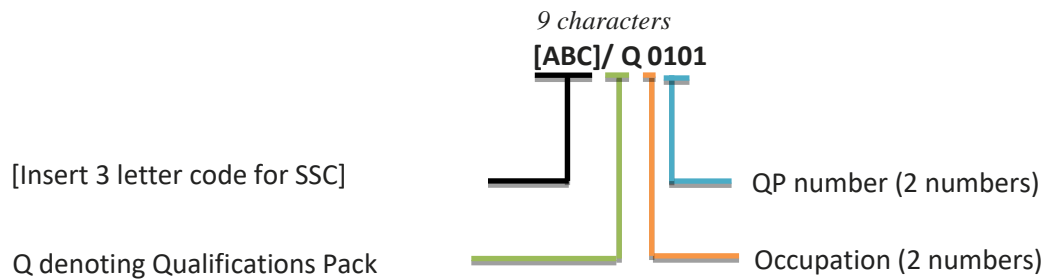 9 characters
[ABC]/ Q 0101
[Insert 3 letter code for SSC]
QP number (2 numbers)
Q denoting Qualifications Pack
Occupation (2 numbers)